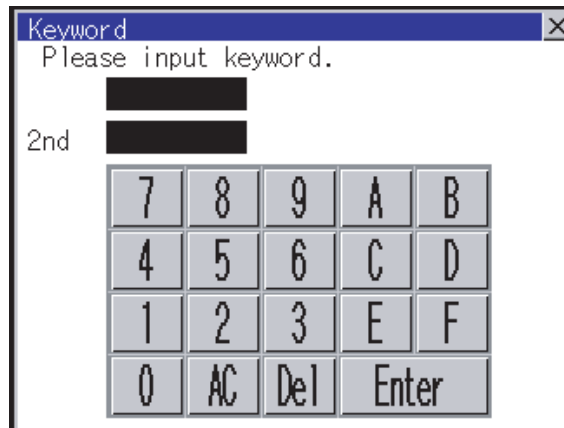 Keyword ×
Please input keyword.
2nd
7 8 9 A B
4 5 6 C D
1 2 3 E F
0 AC Del Enter